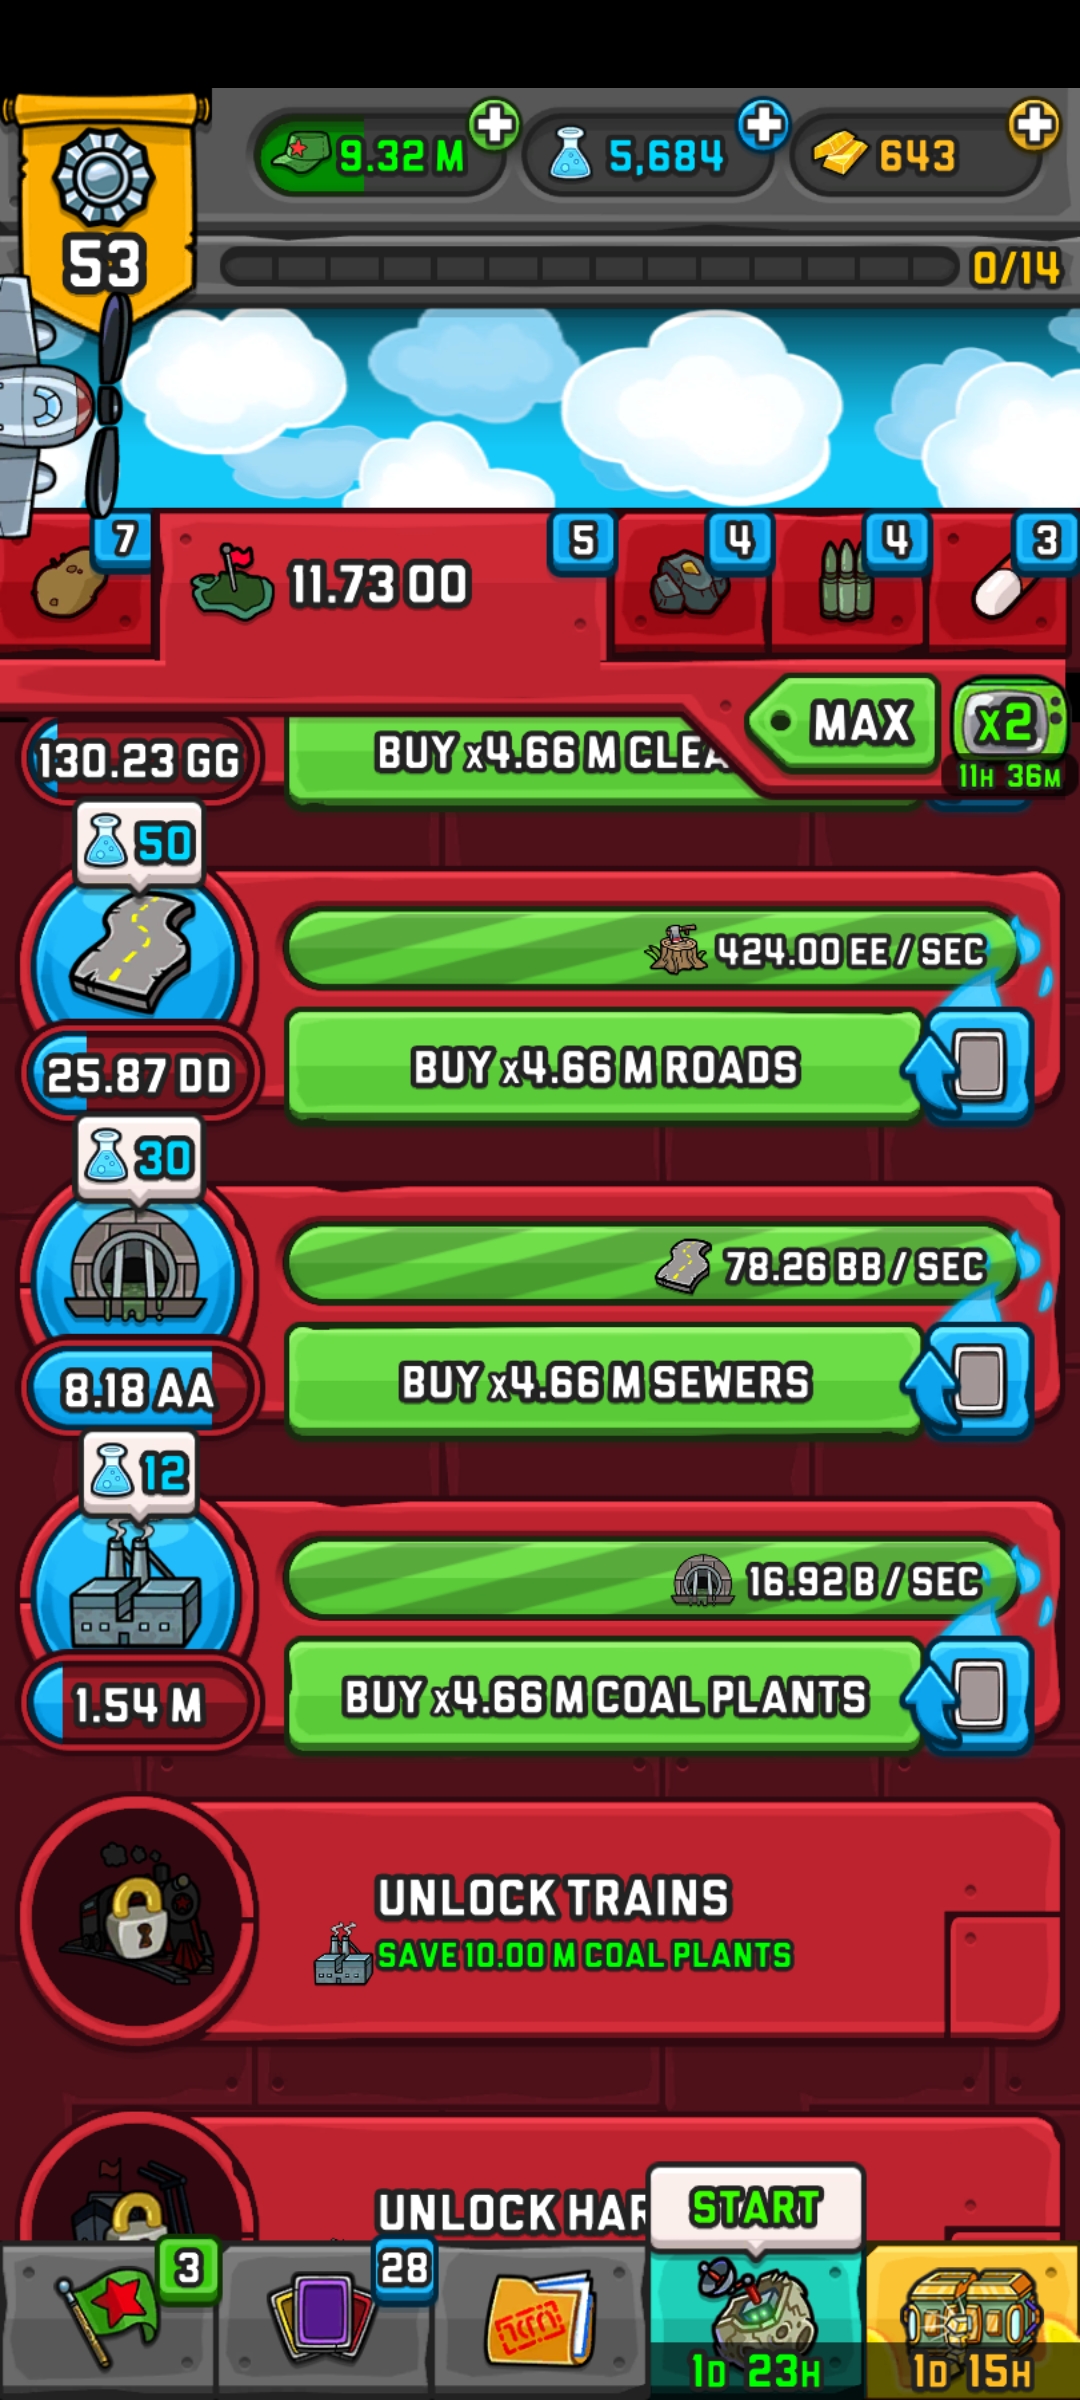 9.32 M
5,684
643
53
0/14
7
11.73 OO
5
4
4
3
MAX
x2
11H 36M
130.23 GG
BUY x4.66 M CLEA
50
424.00 EE / SEC
25.87 DD
BUY x4.66 M ROADS
30
78.26 BB / SEC
8.18 AA
BUY x4.66 M SEWERS
12
16.92 B / SEC
1.54 M
BUY x4.66 M COAL PLANTS
UNLOCK TRAINS
SAVE 10.00 M COAL PLANTS
UNLOCK HAR
START
3
28
1D 23H
1D 15H